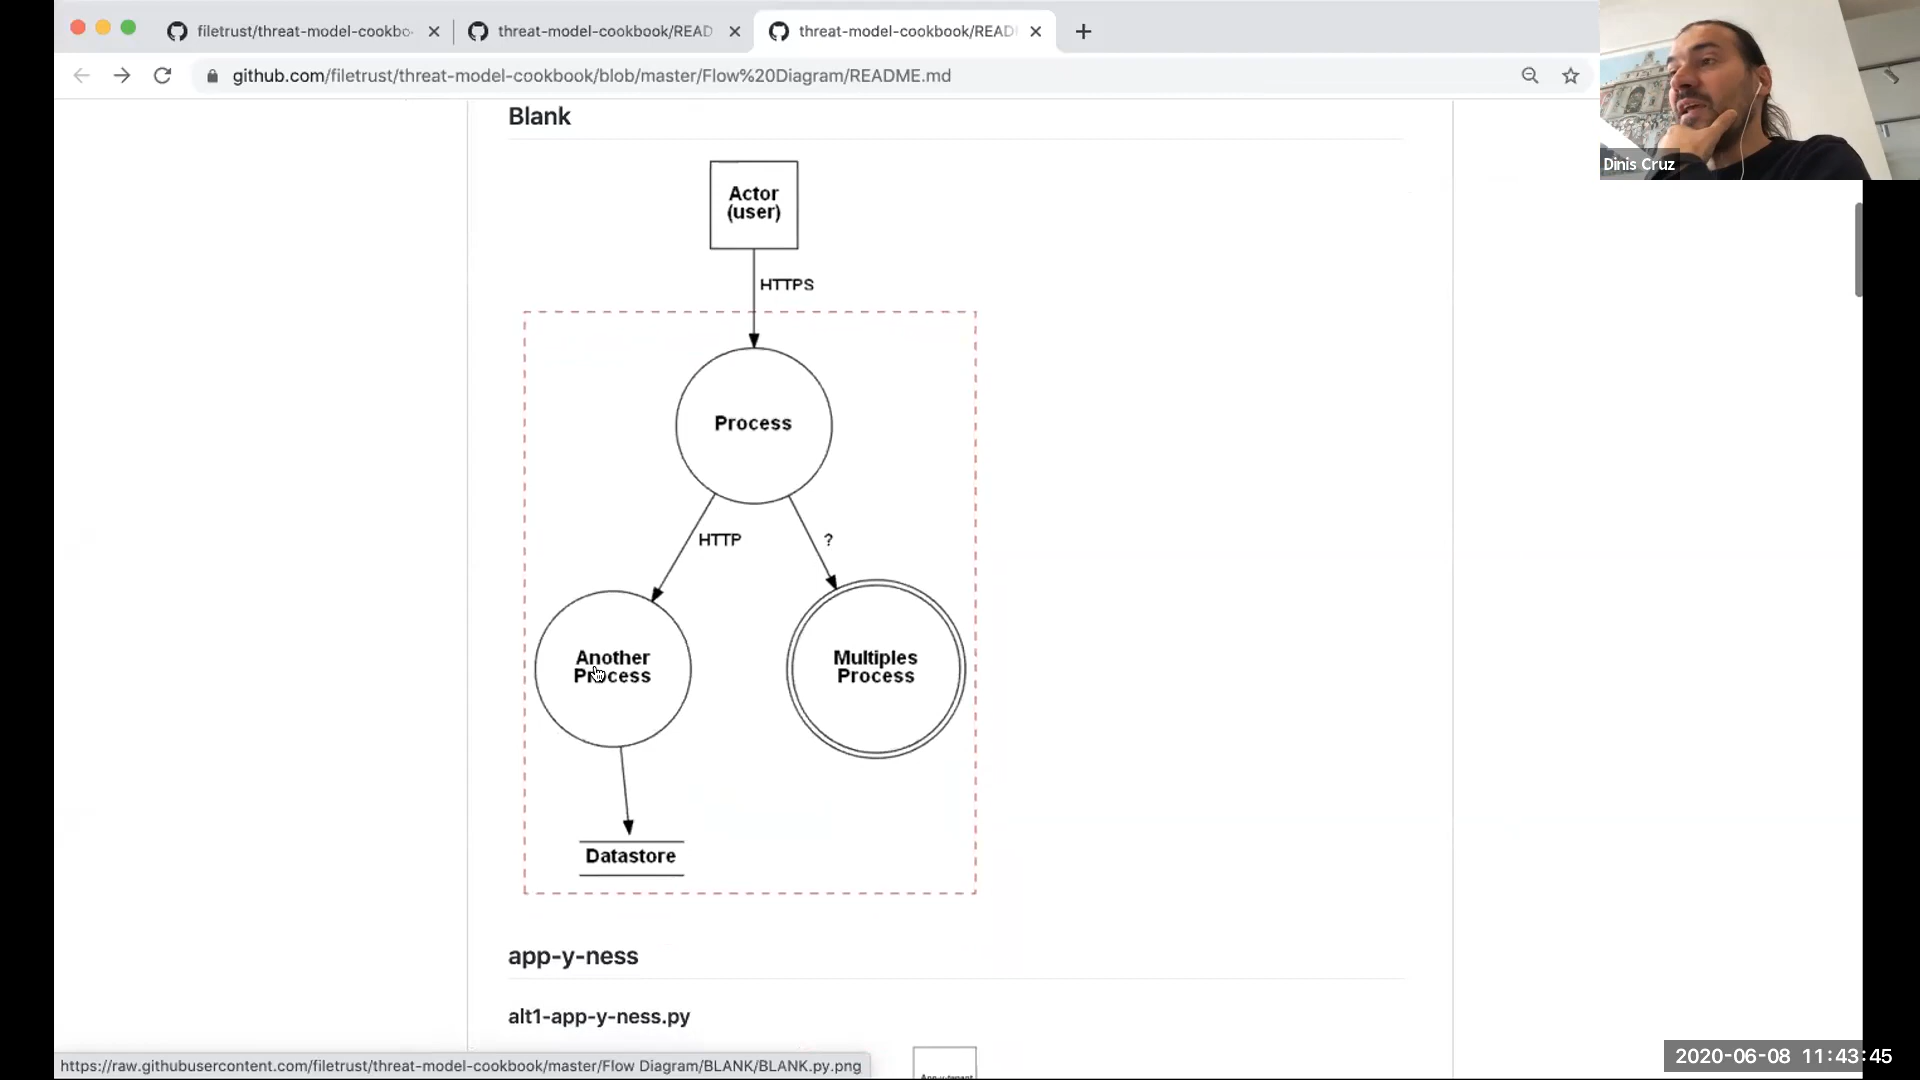 filetrust/threat-model-cookbo
threat-model-cookbook/READ
threat-model-cookbook/READ
github.com/filetrust/threat-model-cookbook/blob/master/Flow%20Diagram/README.md
Dinis Cruz
Blank
Actor
(user)
HTTPS
Process
HTTP
?
Another
Process
Multiples
Process
Datastore
app-y-ness
alt1-app-y-ness.py
https://raw.githubusercontent.com/filetrust/threat-model-cookbook/master/Flow Diagram/BLANK/BLANK.py.png
2020-06-08 11:43:45